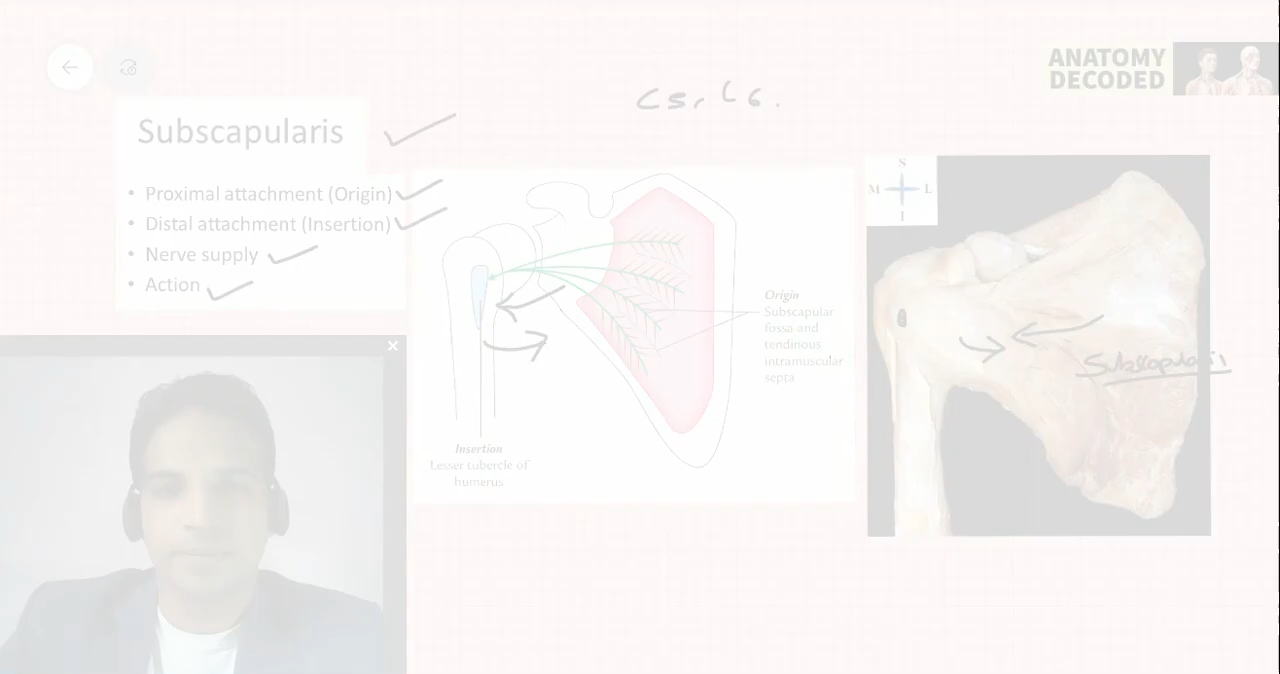 ANATOMY
DECODED
C5, C6.
Subscapularis
• Proximal attachment (Origin)
• Distal attachment (Insertion)
• Nerve supply
• Action
S
M
L
I
Origin
Subscapular
fossa and
tendinous
intramuscular
septa
Insertion
Lesser tubercle of
humerus
Subscapularis